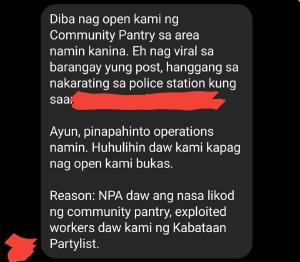 Diba nag open kami ng
Community Pantry sa area
namin kanina. Eh nag viral sa
barangay yung post, hanggang sa
nakarating sa police station kung
Ayun, pinapahinto operations
namin. Huhulihin daw kami kapag
nag open kami bukas.
Reason: NPA daw ang nasa likod
ng community pantry, exploited
workers daw kami ng Kabataan
Partylist.